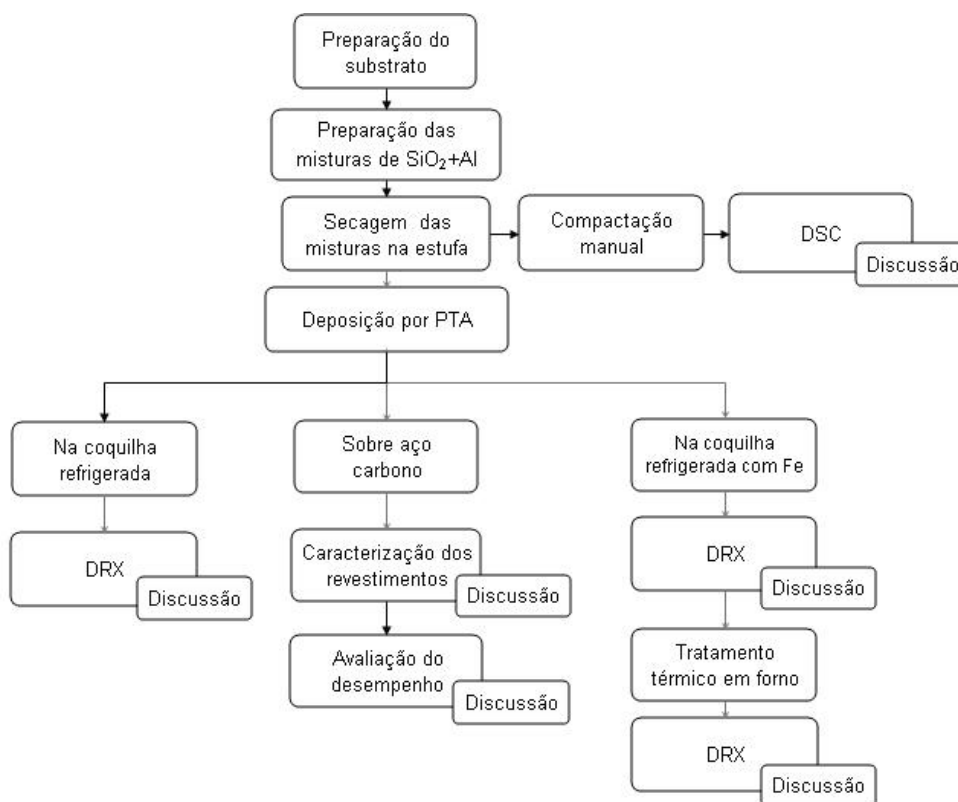 Preparação do
substrato
Preparação das
misturas de SiO₂+Al
Secagem das
misturas na estufa
Compactação
manual
DSC
Discussão
Deposição por PTA
Na coquilha
refrigerada
DRX
Discussão
Sobre aço
carbono
Caracterização dos
revestimentos
Discussão
Avaliação do
desempenho
Discussão
Na coquilha
refrigerada com Fe
DRX
Discussão
Tratamento
térmico em forno
DRX
Discussão